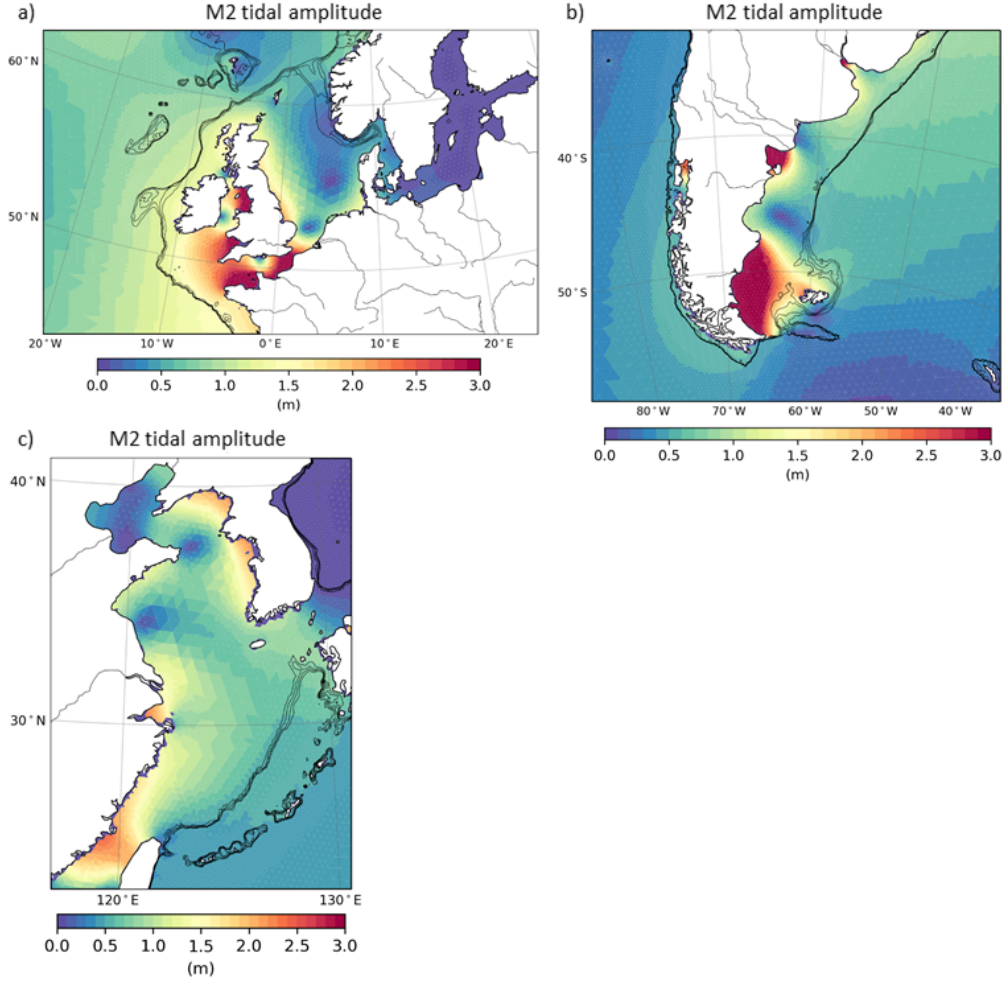 a) M2 tidal amplitude
60°N
50°N
20°W 10°W 0°E 10°E 20°E
0.0 0.5 1.0 1.5 2.0 2.5 3.0
(m)
b) M2 tidal amplitude
40°S
50°S
80°W 70°W 60°W 50°W 40°W
0.0 0.5 1.0 1.5 2.0 2.5 3.0
(m)
c) M2 tidal amplitude
40°N
30°N
120°E 130°E
0.0 0.5 1.0 1.5 2.0 2.5 3.0
(m)